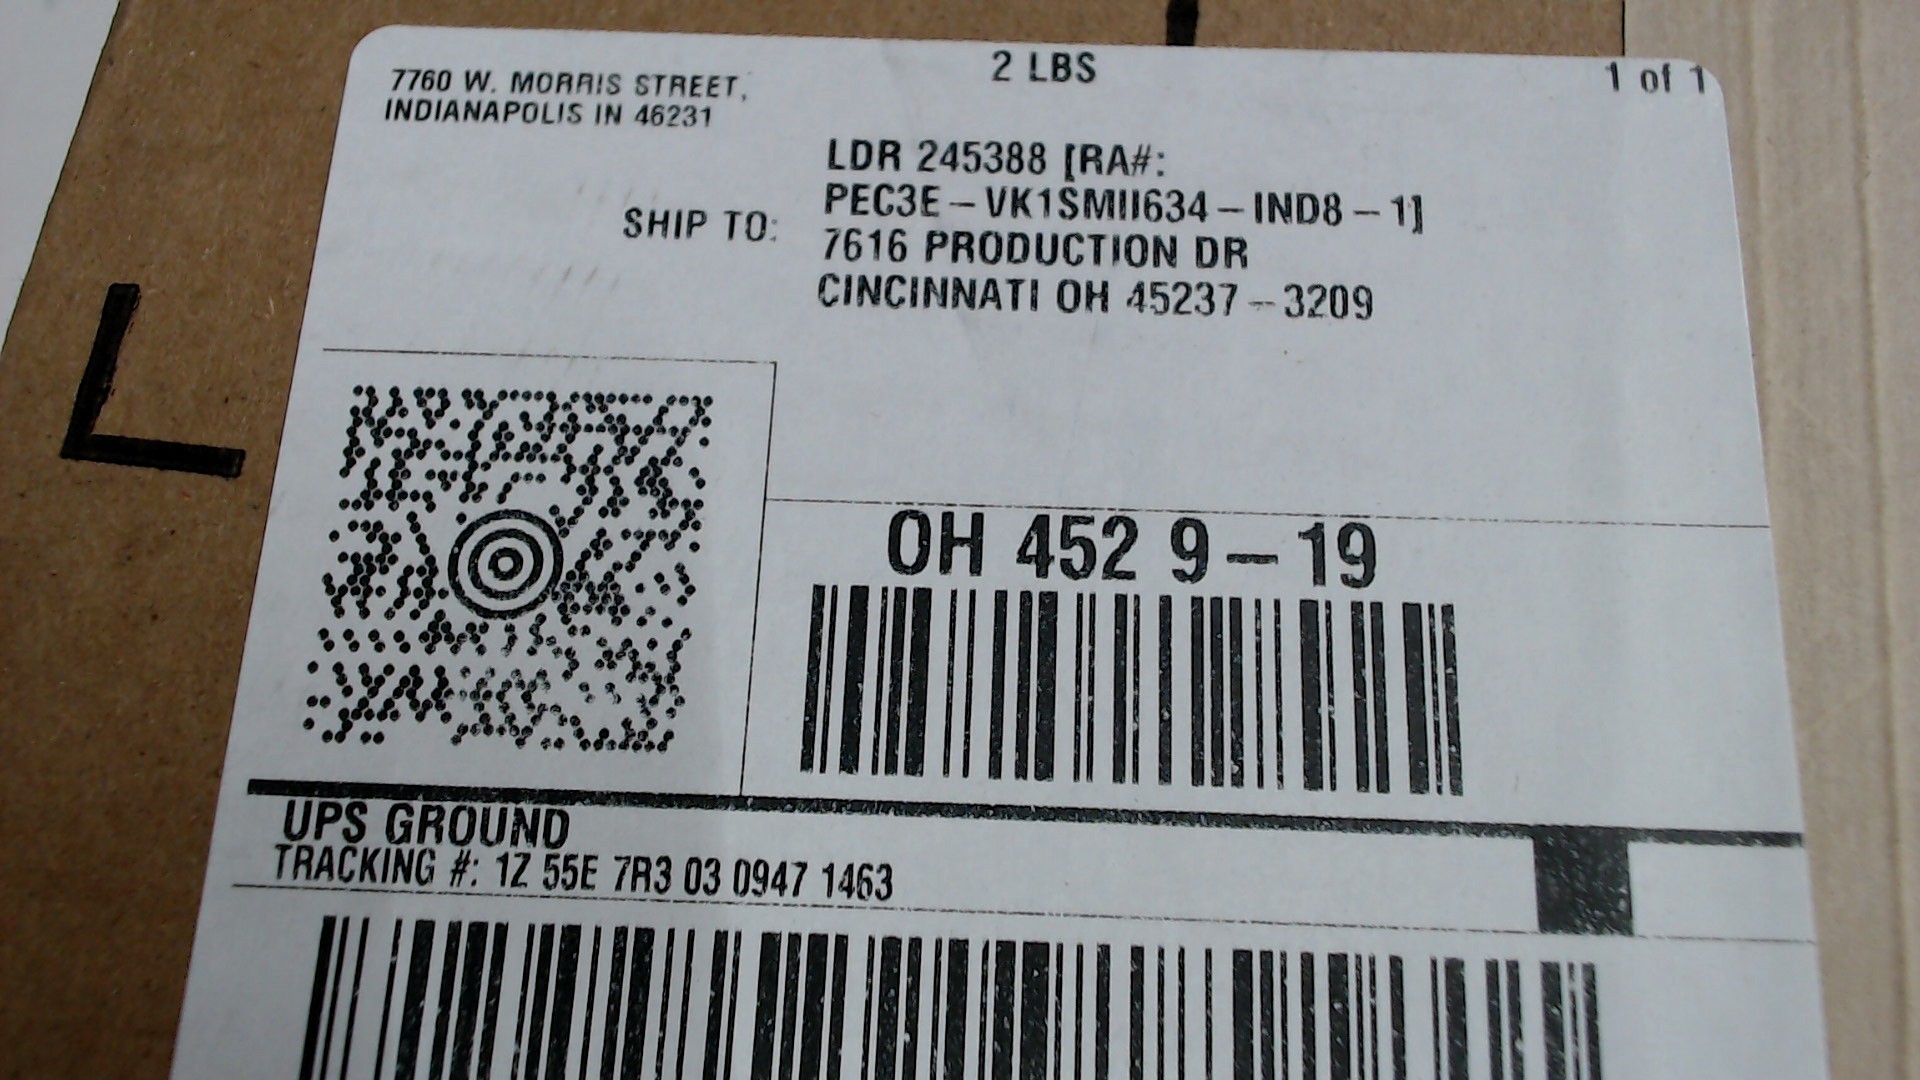 7760 W. MORRIS STREET,
INDIANAPOLIS IN 46231
2 LBS
1 of 1
SHIP TO:
LDR 245388 [RA#:
PEC3E-VK1SMII634-IND8-1]
7616 PRODUCTION DR
CINCINNATI OH 45237-3209
OH 452 9-19
UPS GROUND
TRACKING #: 1Z 55E 7R3 03 0947 1463
L